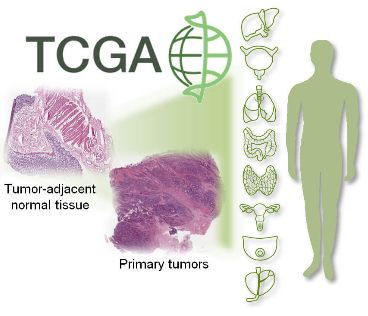 TCGA
Tumor-adjacent
normal tissue
Primary tumors